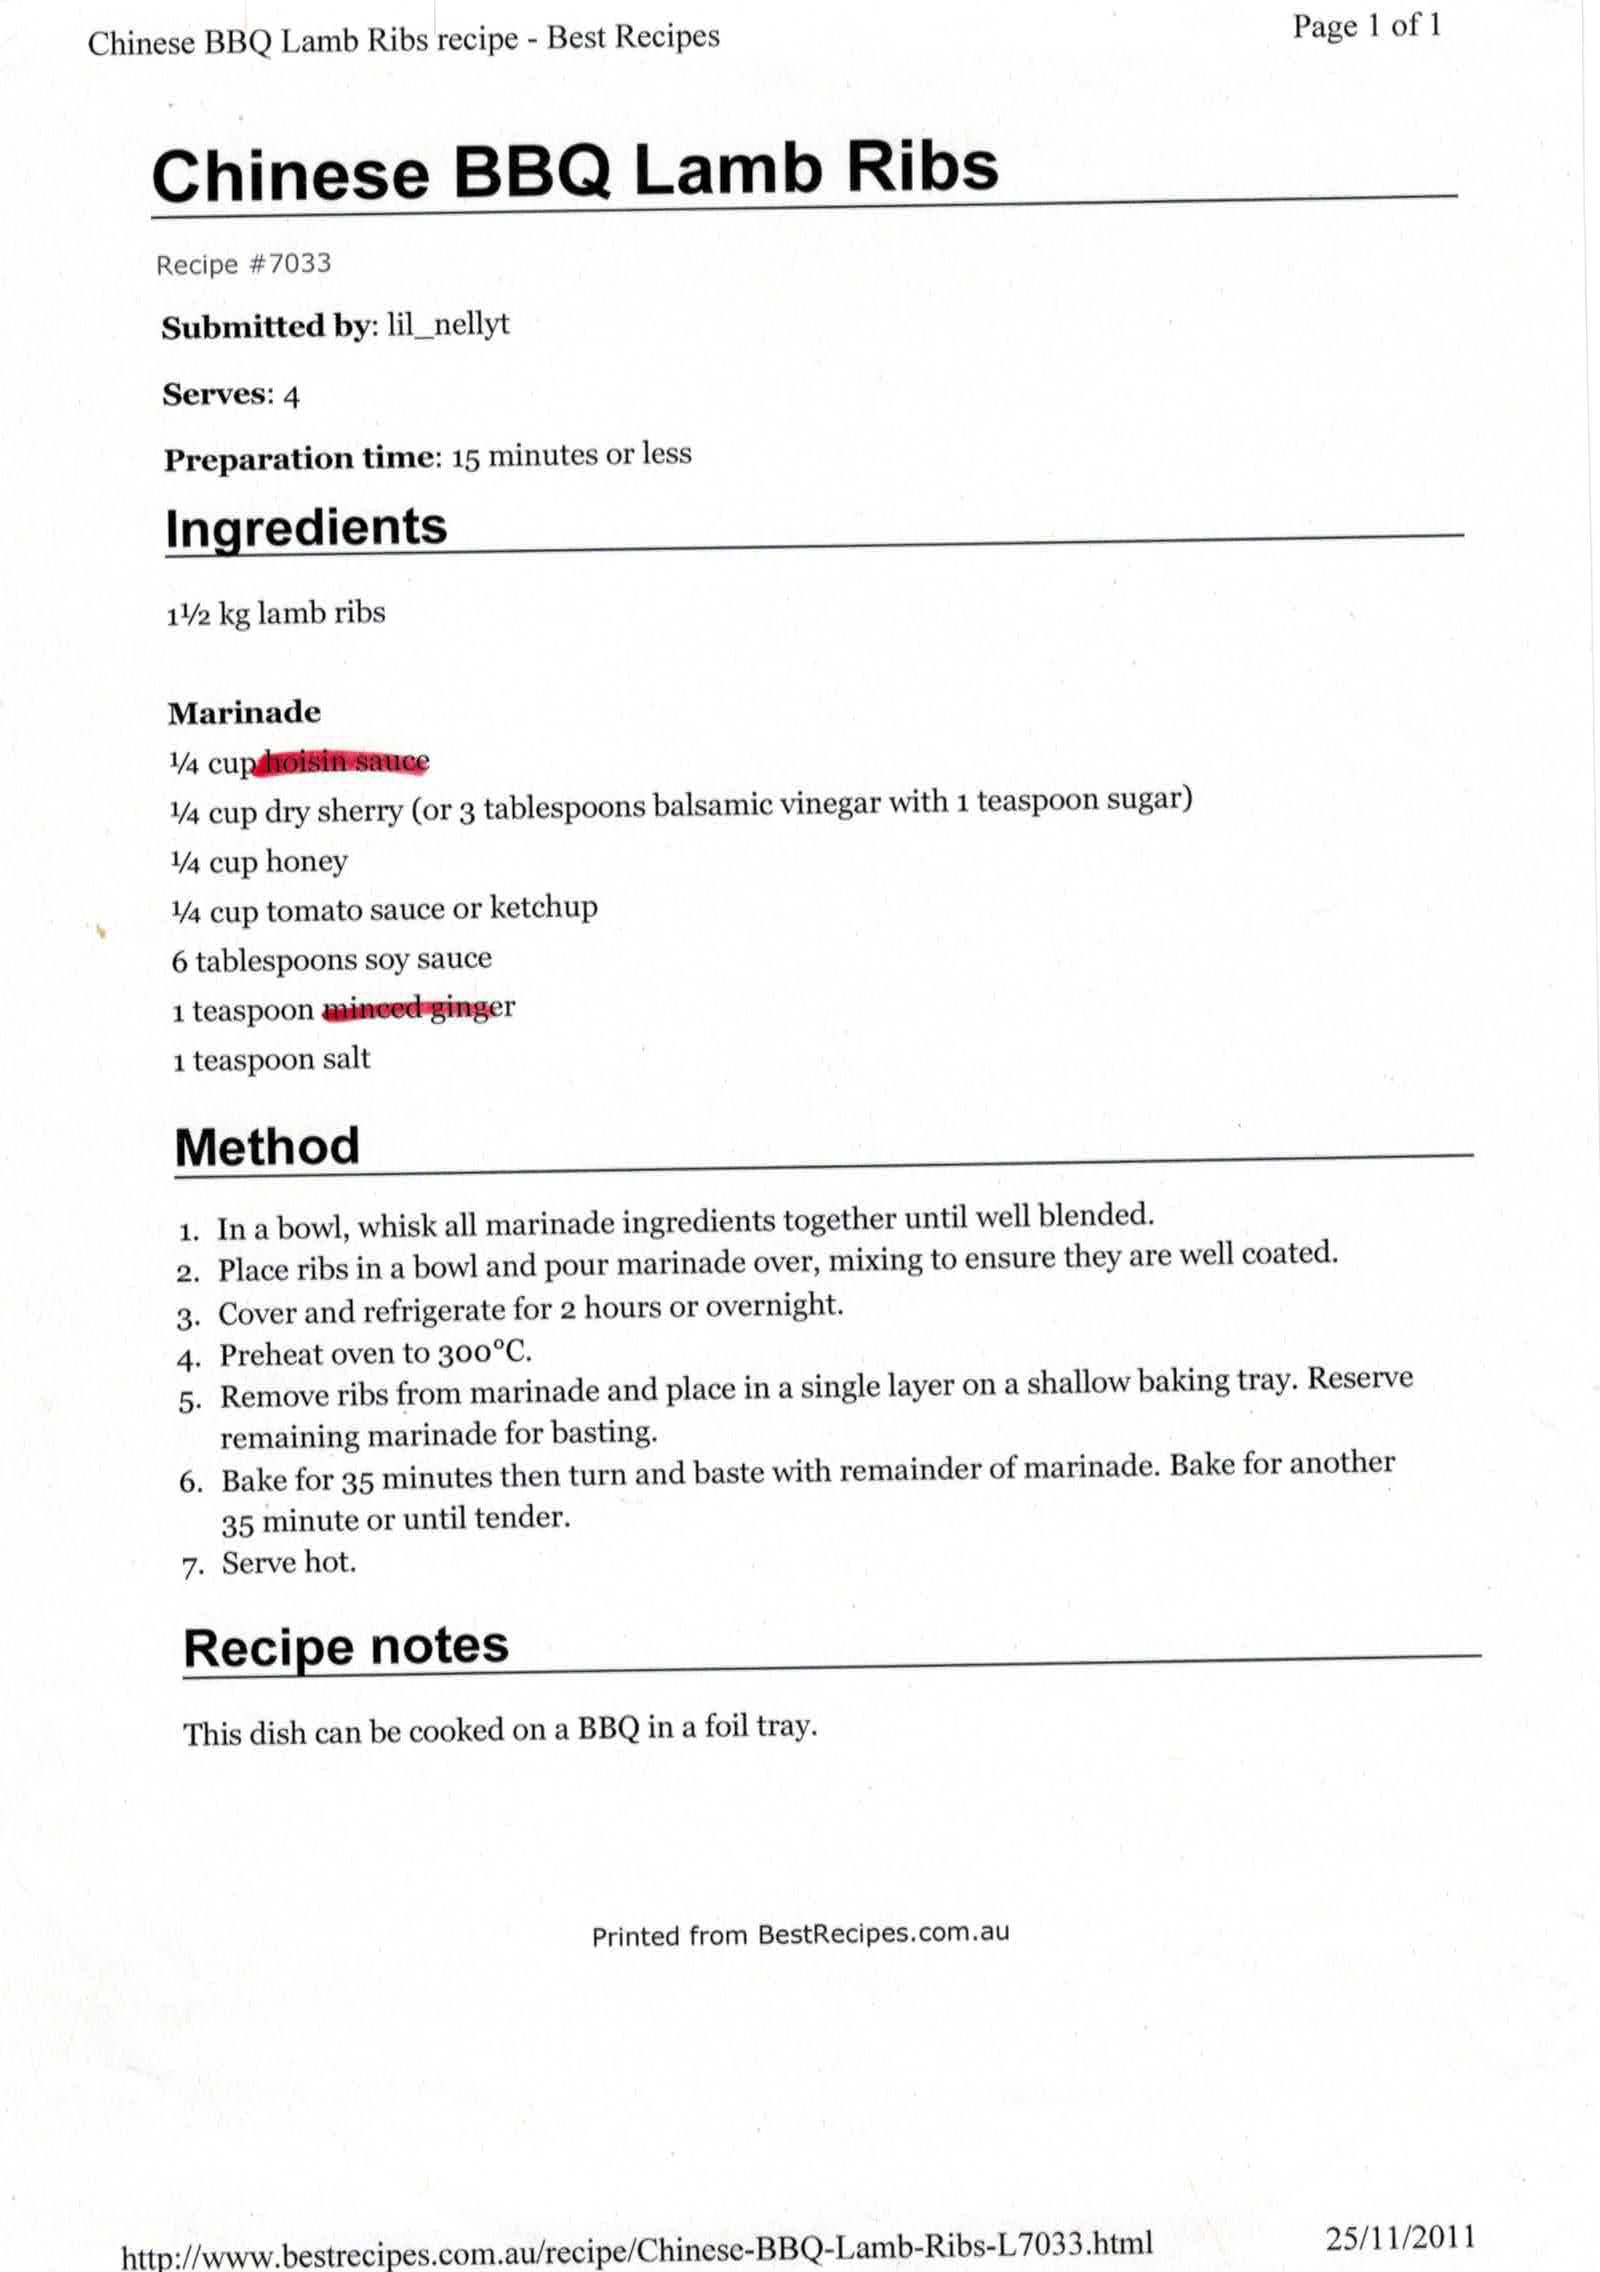 Chinese BBQ Lamb Ribs recipe - Best Recipes
Page 1 of 1
Chinese BBQ Lamb Ribs
Recipe #7033
Submitted by: lil_nellyt
Serves: 4
Preparation time: 15 minutes or less
Ingredients
1½ kg lamb ribs
Marinade
¼ cup hoisin sauce
¼ cup dry sherry (or 3 tablespoons balsamic vinegar with 1 teaspoon sugar)
¼ cup honey
¼ cup tomato sauce or ketchup
6 tablespoons soy sauce
1 teaspoon minced ginger
1 teaspoon salt
Method
1. In a bowl, whisk all marinade ingredients together until well blended.
2. Place ribs in a bowl and pour marinade over, mixing to ensure they are well coated.
3. Cover and refrigerate for 2 hours or overnight.
4. Preheat oven to 300°C.
5. Remove ribs from marinade and place in a single layer on a shallow baking tray. Reserve
remaining marinade for basting.
6. Bake for 35 minutes then turn and baste with remainder of marinade. Bake for another
35 minute or until tender.
7. Serve hot.
Recipe notes
This dish can be cooked on a BBQ in a foil tray.
Printed from BestRecipes.com.au
http://www.bestrecipes.com.au/recipe/Chinese-BBQ-Lamb-Ribs-L7033.html
25/11/2011